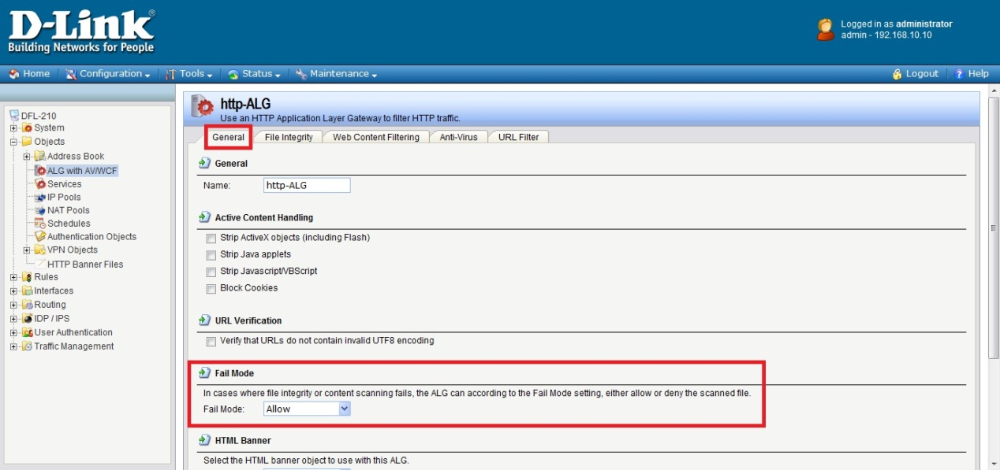 D-Link®
Building Networks for People
Logged in as administrator
admin - 192.168.10.10
Home Configuration Tools Status Maintenance Logout Help
DFL-210
System
Objects
Address Book
ALG with AV/WCF
Services
IP Pools
NAT Pools
Schedules
Authentication Objects
VPN Objects
HTTP Banner Files
Rules
Interfaces
Routing
IDP / IPS
User Authentication
Traffic Management
http-ALG
Use an HTTP Application Layer Gateway to filter HTTP traffic.
General File Integrity Web Content Filtering Anti-Virus URL Filter
General
Name: http-ALG
Active Content Handling
Strip ActiveX objects (including Flash)
Strip Java applets
Strip Javascript/VBScript
Block Cookies
URL Verification
Verify that URLs do not contain invalid UTF8 encoding
Fail Mode
In cases where file integrity or content scanning fails, the ALG can according to the Fail Mode setting, either allow or deny the scanned file.
Fail Mode: Allow
HTML Banner
Select the HTML banner object to use with this ALG.